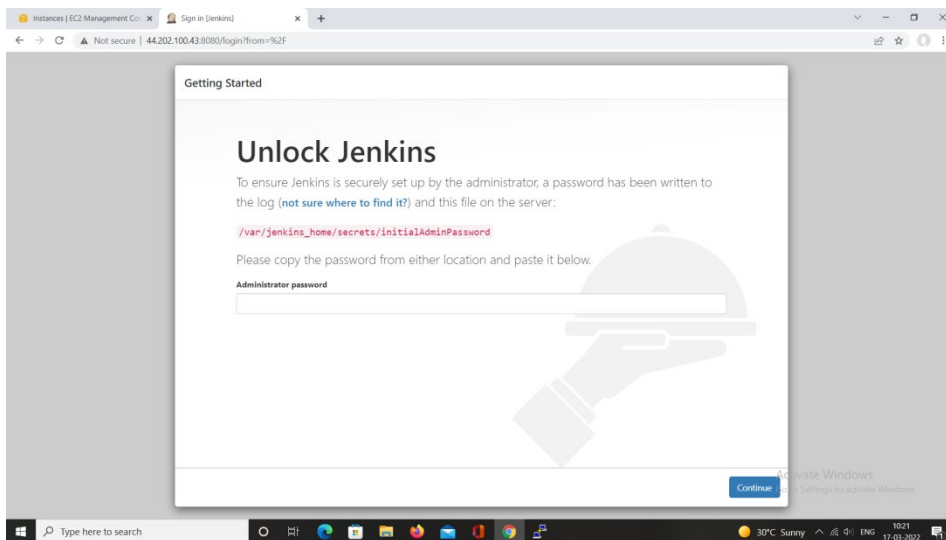 Instances | EC2 Management Co
Sign in [Jenkins]
Not secure | 44.202.100.43:8080/login?from=%2F
Getting Started
Unlock Jenkins
To ensure Jenkins is securely set up by the administrator, a password has been written to
the log (not sure where to find it?) and this file on the server:
/var/jenkins_home/secrets/initialAdminPassword
Please copy the password from either location and paste it below.
Administrator password
Continue
Activate Windows
Settings to activate Windows.
Type here to search
30°C Sunny
ENG
10:21
17-03-2022